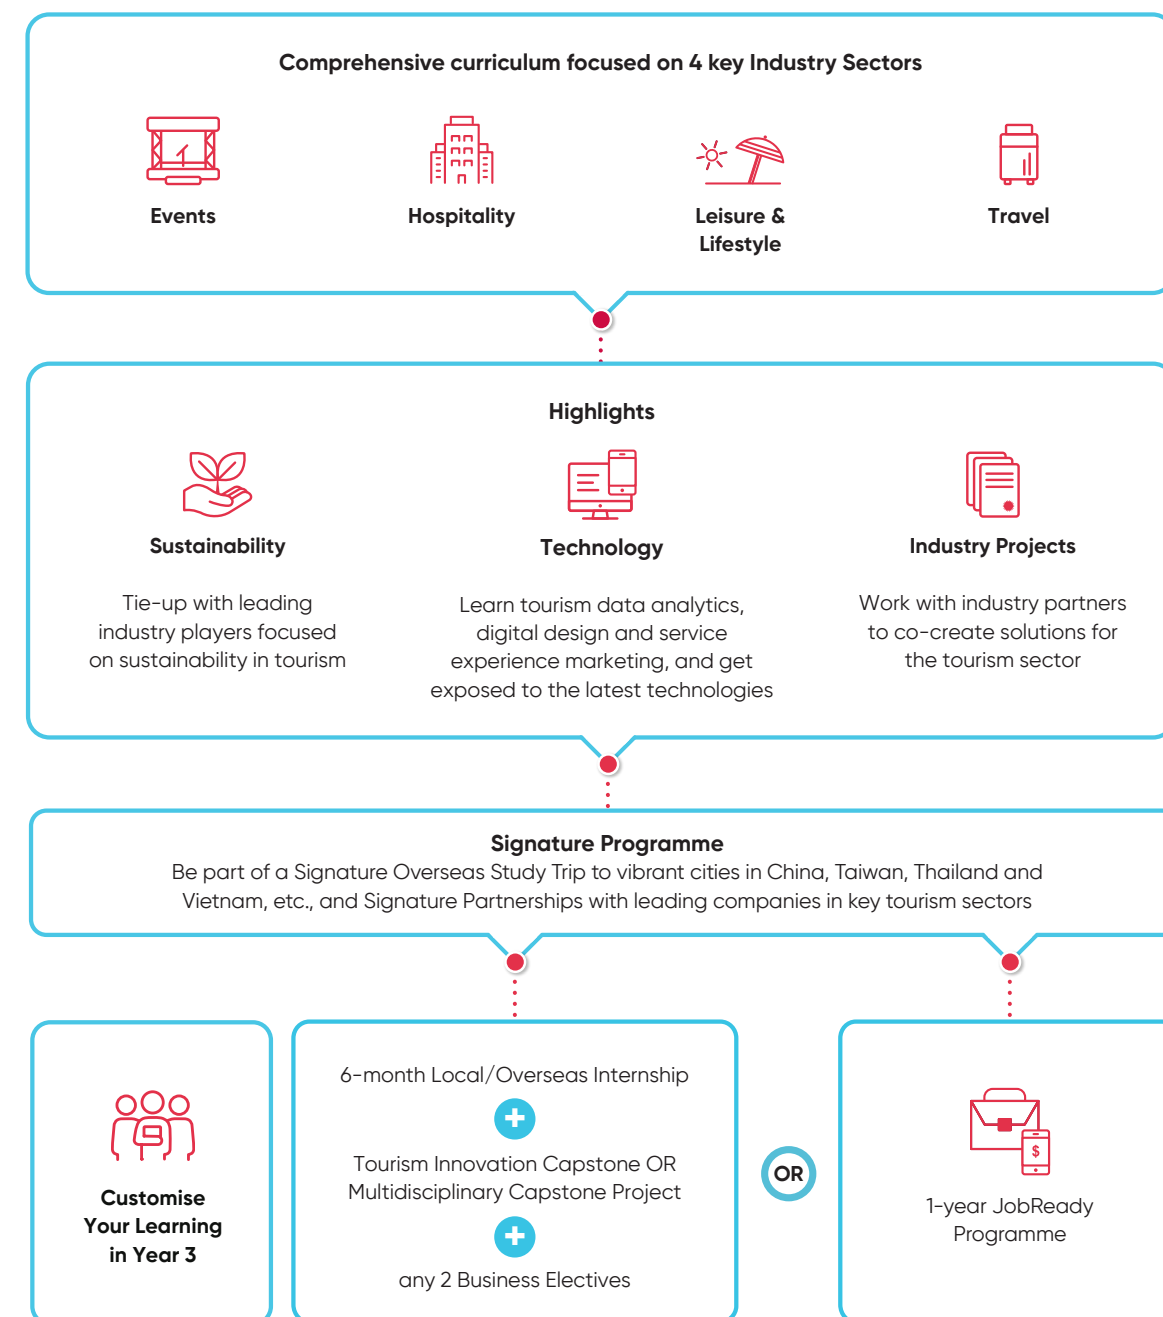 Comprehensive curriculum focused on 4 key Industry Sectors
Events
Hospitality
Leisure &
Lifestyle
Travel
Highlights
Sustainability
Tie-up with leading
industry players focused
on sustainability in tourism
Technology
Learn tourism data analytics,
digital design and service
experience marketing, and get
exposed to the latest technologies
Industry Projects
Work with industry partners
to co-create solutions for
the tourism sector
Signature Programme
Be part of a Signature Overseas Study Trip to vibrant cities in China, Taiwan, Thailand and
Vietnam, etc., and Signature Partnerships with leading companies in key tourism sectors
Customise
Your Learning
in Year 3
6-month Local/Overseas Internship
+
Tourism Innovation Capstone OR
Multidisciplinary Capstone Project
+
any 2 Business Electives
OR
$
1-year JobReady
Programme